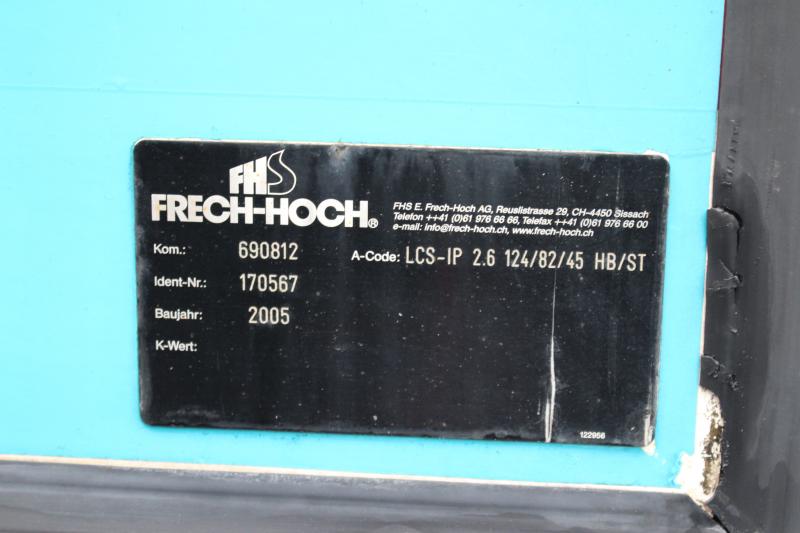 FHS
FRECH-HOCH®
FHS E. Frech-Hoch AG, Reuslistrasse 29, CH-4450 Sissach
Telefon ++41 (0)61 976 66 66, Telefax ++41 (0)61 976 66 00
e-mail: info@frech-hoch.ch, www.frech-hoch.ch
Kom.: 690812 A-Code: LCS-IP 2.6 124/82/45 HB/ST
Ident-Nr.: 170567
Baujahr: 2005
K-Wert:
122956